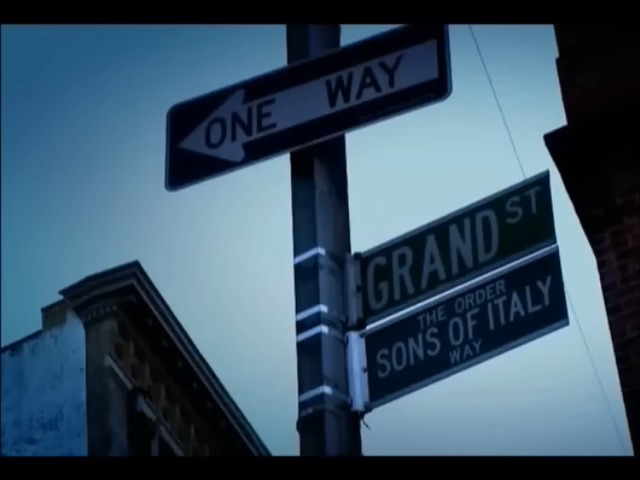 ONE WAY
GRAND ST
THE ORDER
SONS OF ITALY
WAY